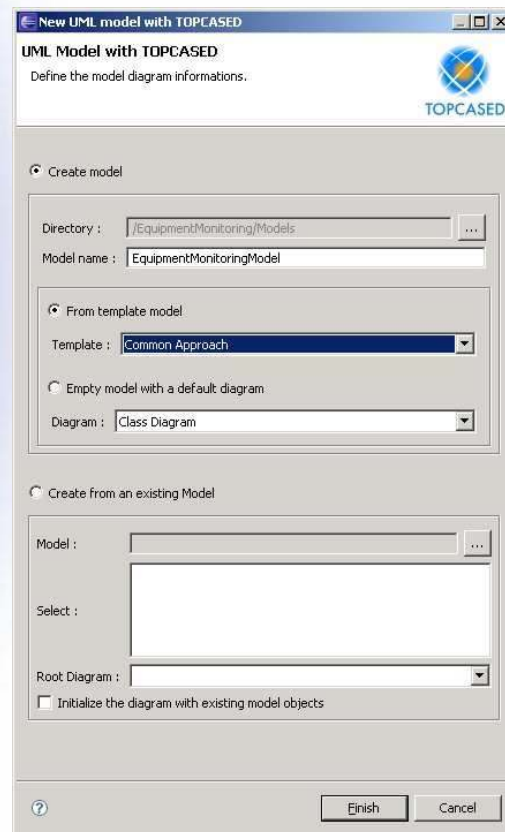 New UML model with TOPCASED
UML Model with TOPCASED
Define the model diagram informations.
TOPCASED
Create model
Directory : /EquipmentMonitoring/Models ...
Model name : EquipmentMonitoringModel
From template model
Template : Common Approach
Empty model with a default diagram
Diagram : Class Diagram
Create from an existing Model
Model : ...
Select :
Root Diagram :
Initialize the diagram with existing model objects
? Finish Cancel